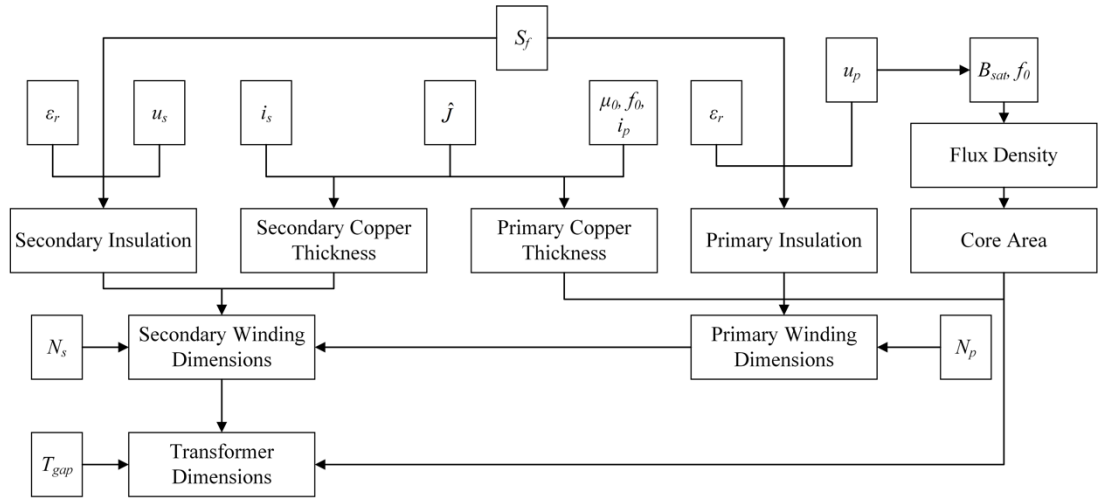 S_f
ε_r
u_s
i_s
Ĵ
μ_0, f_0,
i_p
ε_r
u_p
B_sat, f_0
Flux Density
Secondary Insulation
Secondary Copper
Thickness
Primary Copper
Thickness
Primary Insulation
Core Area
N_s
Secondary Winding
Dimensions
Primary Winding
Dimensions
N_p
T_gap
Transformer
Dimensions